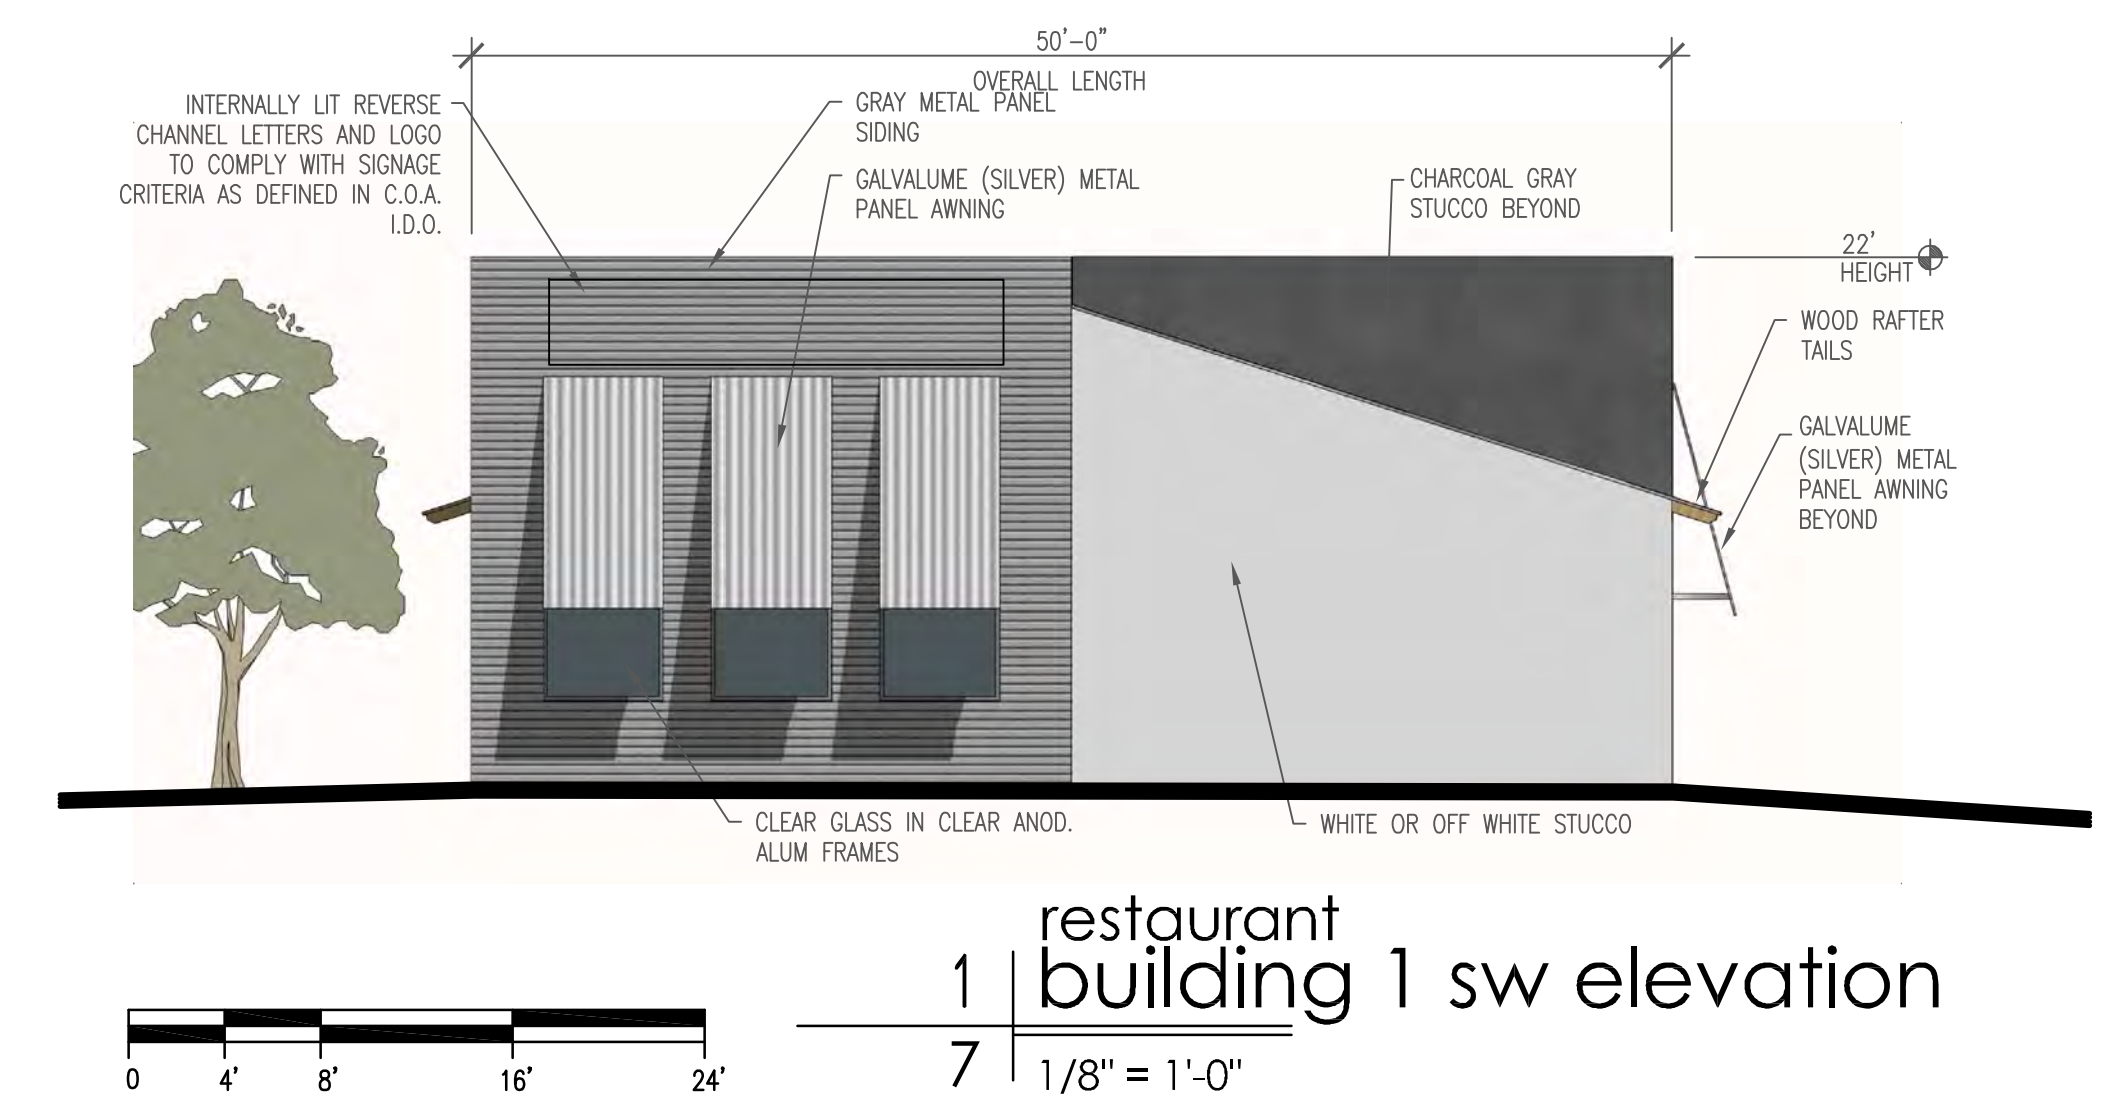 50'-0"
OVERALL LENGTH
INTERNALLY LIT REVERSE
CHANNEL LETTERS AND LOGO
TO COMPLY WITH SIGNAGE
CRITERIA AS DEFINED IN C.O.A.
I.D.O.
GRAY METAL PANEL
SIDING
GALVALUME (SILVER) METAL
PANEL AWNING
CHARCOAL GRAY
STUCCO BEYOND
22'
HEIGHT
WOOD RAFTER
TAILS
GALVALUME
(SILVER) METAL
PANEL AWNING
BEYOND
CLEAR GLASS IN CLEAR ANOD.
ALUM FRAMES
WHITE OR OFF WHITE STUCCO
restaurant
1 building 1 sw elevation
7 1/8" = 1'-0"
0 4' 8' 16' 24'